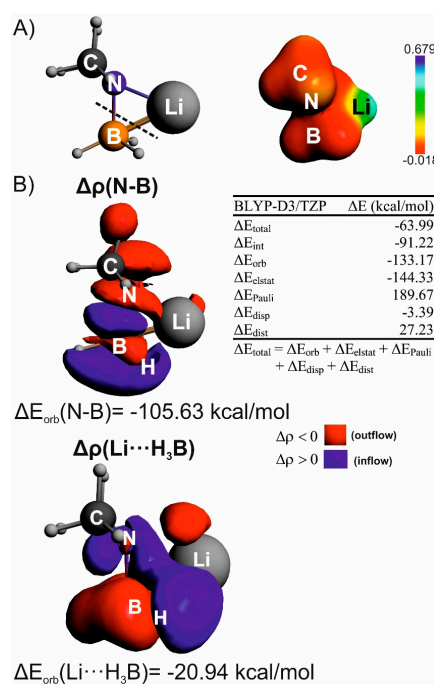 A)
C
N
Li
B
C
N
B
Li
0.679
-0.018
B)
Δρ(N-B)
C
N
Li
B
H
ΔEorb(N-B)= -105.63 kcal/mol
BLYP-D3/TZP ΔE (kcal/mol)
ΔEtotal -63.99
ΔEint -91.22
ΔEorb -133.17
ΔEelstat -144.33
ΔEPauli 189.67
ΔEdisp -3.39
ΔEdist 27.23
ΔEtotal = ΔEorb + ΔEelstat + ΔEPauli
+ ΔEdisp + ΔEdist
Δρ < 0 (outflow)
Δρ > 0 (inflow)
Δρ(Li···H3B)
C
N
Li
B
H
ΔEorb(Li···H3B)= -20.94 kcal/mol